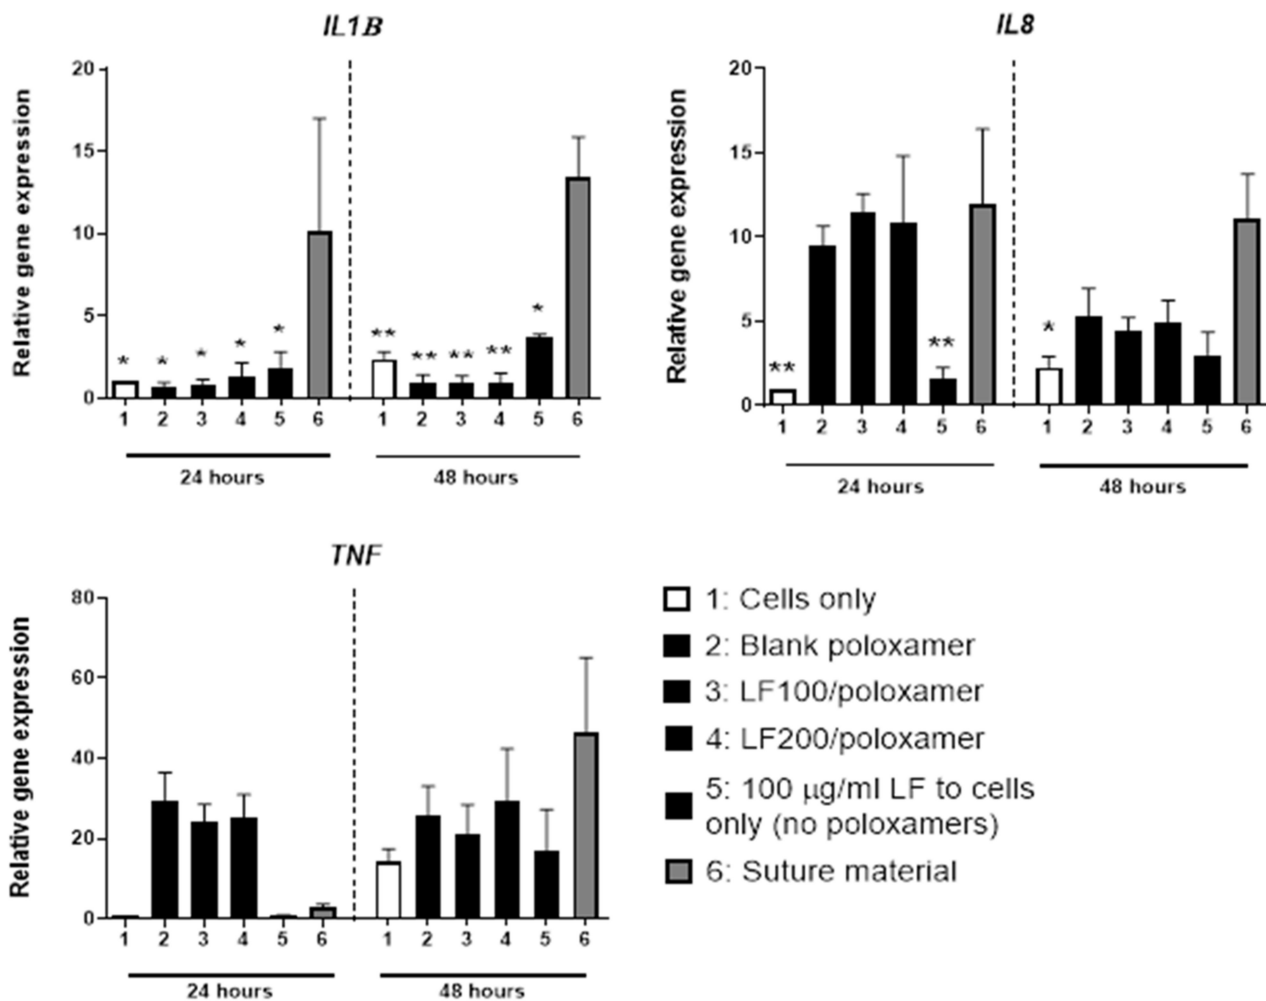 IL1B
Relative gene expression
20
15
10
5
0
* * * * * ** ** ** ** *
1 2 3 4 5 6 1 2 3 4 5 6
24 hours 48 hours
IL8
Relative gene expression
20
15
10
5
0
** ** *
1 2 3 4 5 6 1 2 3 4 5 6
24 hours 48 hours
TNF
Relative gene expression
80
60
40
20
0
1 2 3 4 5 6 1 2 3 4 5 6
24 hours 48 hours
1: Cells only
2: Blank poloxamer
3: LF100/poloxamer
4: LF200/poloxamer
5: 100 µg/ml LF to cells
only (no poloxamers)
6: Suture material